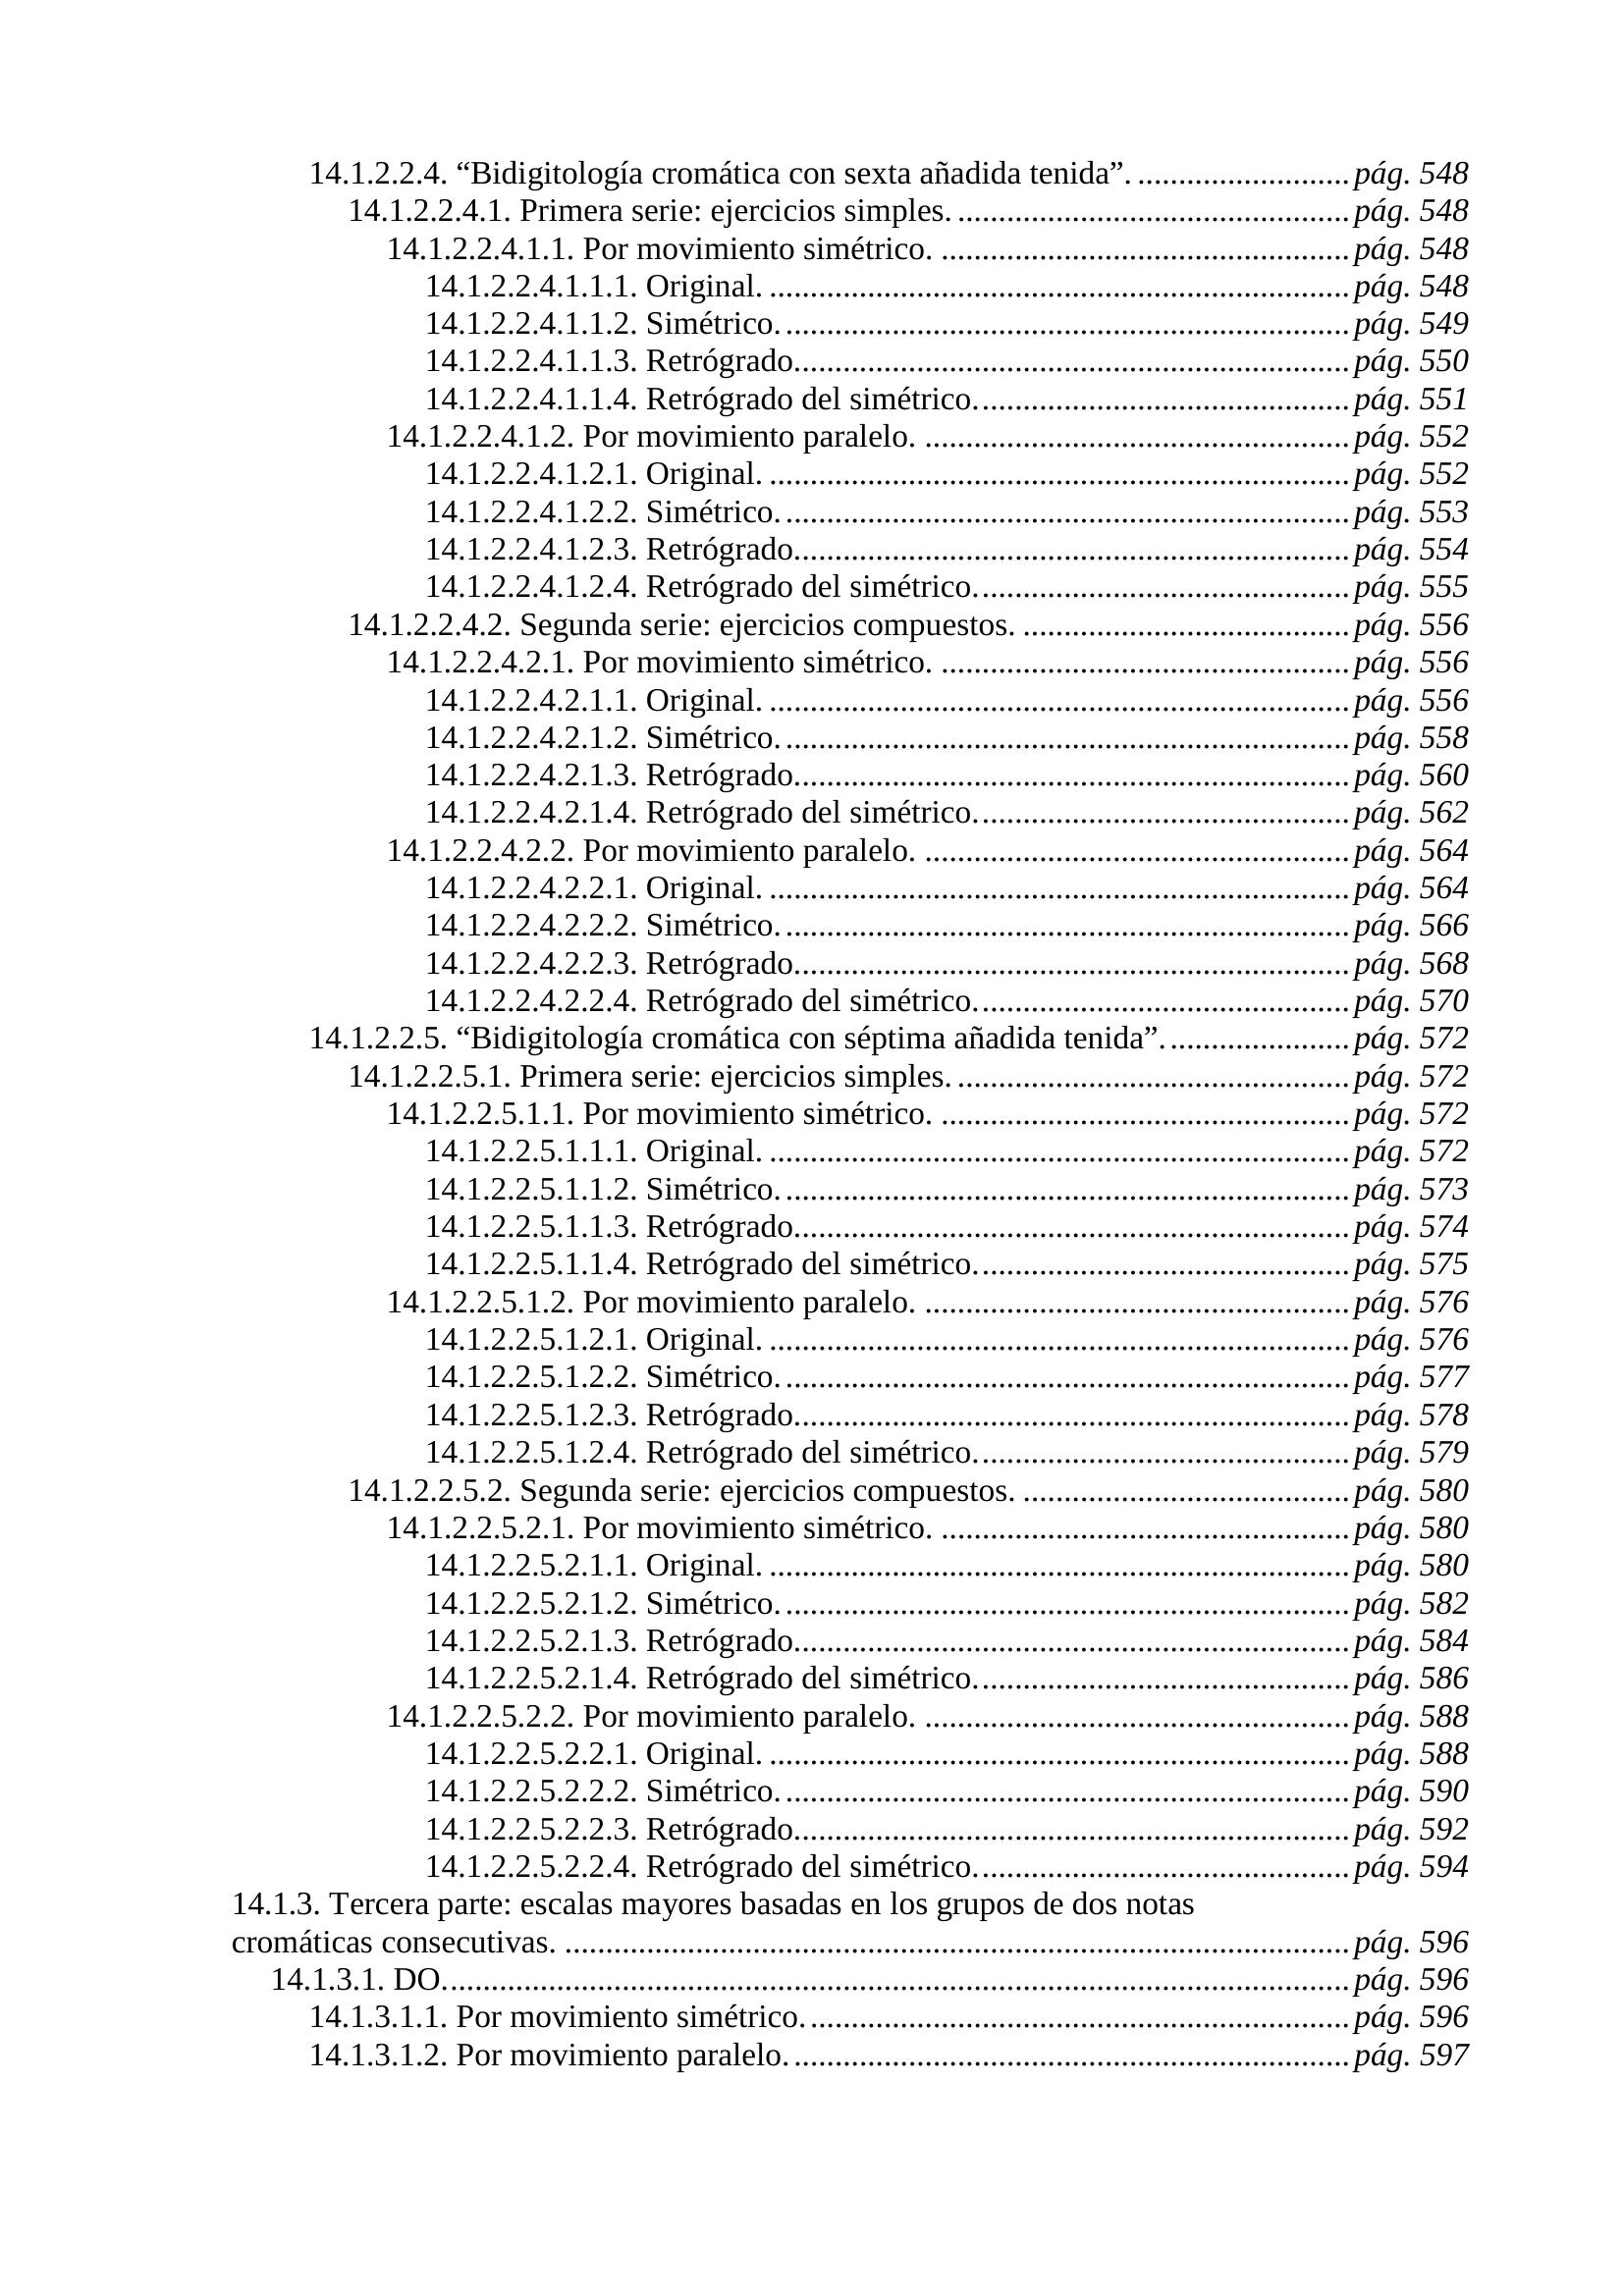 14.1.2.2.4. “Bidigitología cromática con sexta añadida tenida”. .......................... pág. 548
14.1.2.2.4.1. Primera serie: ejercicios simples. ................................................ pág. 548
14.1.2.2.4.1.1. Por movimiento simétrico. .................................................. pág. 548
14.1.2.2.4.1.1.1. Original. ....................................................................... pág. 548
14.1.2.2.4.1.1.2. Simétrico. ..................................................................... pág. 549
14.1.2.2.4.1.1.3. Retrógrado. ................................................................... pág. 550
14.1.2.2.4.1.1.4. Retrógrado del simétrico. ............................................. pág. 551
14.1.2.2.4.1.2. Por movimiento paralelo. .................................................... pág. 552
14.1.2.2.4.1.2.1. Original. ....................................................................... pág. 552
14.1.2.2.4.1.2.2. Simétrico. ..................................................................... pág. 553
14.1.2.2.4.1.2.3. Retrógrado. ................................................................... pág. 554
14.1.2.2.4.1.2.4. Retrógrado del simétrico. ............................................. pág. 555
14.1.2.2.4.2. Segunda serie: ejercicios compuestos. ........................................ pág. 556
14.1.2.2.4.2.1. Por movimiento simétrico. .................................................. pág. 556
14.1.2.2.4.2.1.1. Original. ....................................................................... pág. 556
14.1.2.2.4.2.1.2. Simétrico. ..................................................................... pág. 558
14.1.2.2.4.2.1.3. Retrógrado. ................................................................... pág. 560
14.1.2.2.4.2.1.4. Retrógrado del simétrico. ............................................. pág. 562
14.1.2.2.4.2.2. Por movimiento paralelo. .................................................... pág. 564
14.1.2.2.4.2.2.1. Original. ....................................................................... pág. 564
14.1.2.2.4.2.2.2. Simétrico. ..................................................................... pág. 566
14.1.2.2.4.2.2.3. Retrógrado. ................................................................... pág. 568
14.1.2.2.4.2.2.4. Retrógrado del simétrico. ............................................. pág. 570
14.1.2.2.5. “Bidigitología cromática con séptima añadida tenida”. ...................... pág. 572
14.1.2.2.5.1. Primera serie: ejercicios simples. ................................................ pág. 572
14.1.2.2.5.1.1. Por movimiento simétrico. .................................................. pág. 572
14.1.2.2.5.1.1.1. Original. ....................................................................... pág. 572
14.1.2.2.5.1.1.2. Simétrico. ..................................................................... pág. 573
14.1.2.2.5.1.1.3. Retrógrado. ................................................................... pág. 574
14.1.2.2.5.1.1.4. Retrógrado del simétrico. ............................................. pág. 575
14.1.2.2.5.1.2. Por movimiento paralelo. .................................................... pág. 576
14.1.2.2.5.1.2.1. Original. ....................................................................... pág. 576
14.1.2.2.5.1.2.2. Simétrico. ..................................................................... pág. 577
14.1.2.2.5.1.2.3. Retrógrado. ................................................................... pág. 578
14.1.2.2.5.1.2.4. Retrógrado del simétrico. ............................................. pág. 579
14.1.2.2.5.2. Segunda serie: ejercicios compuestos. ........................................ pág. 580
14.1.2.2.5.2.1. Por movimiento simétrico. .................................................. pág. 580
14.1.2.2.5.2.1.1. Original. ....................................................................... pág. 580
14.1.2.2.5.2.1.2. Simétrico. ..................................................................... pág. 582
14.1.2.2.5.2.1.3. Retrógrado. ................................................................... pág. 584
14.1.2.2.5.2.1.4. Retrógrado del simétrico. ............................................. pág. 586
14.1.2.2.5.2.2. Por movimiento paralelo. .................................................... pág. 588
14.1.2.2.5.2.2.1. Original. ....................................................................... pág. 588
14.1.2.2.5.2.2.2. Simétrico. ..................................................................... pág. 590
14.1.2.2.5.2.2.3. Retrógrado. ................................................................... pág. 592
14.1.2.2.5.2.2.4. Retrógrado del simétrico. ............................................. pág. 594
14.1.3. Tercera parte: escalas mayores basadas en los grupos de dos notas
cromáticas consecutivas. ................................................................................................ pág. 596
14.1.3.1. DO. .............................................................................................................. pág. 596
14.1.3.1.1. Por movimiento simétrico. .................................................................. pág. 596
14.1.3.1.2. Por movimiento paralelo. .................................................................... pág. 597